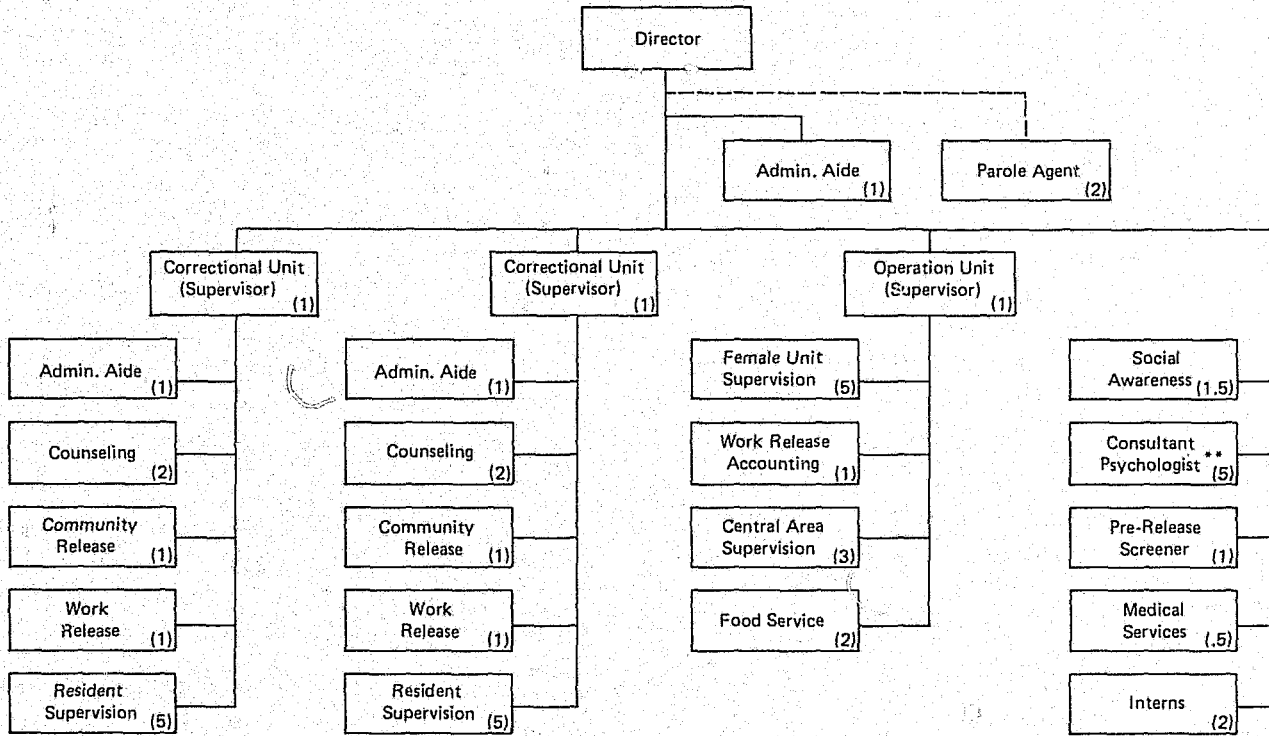 Director
Admin. Aide
(1)
Parole Agent
(2)
Correctional Unit
(Supervisor)
(1)
Correctional Unit
(Supervisor)
(1)
Operation Unit
(Supervisor)
(1)
Admin. Aide
(1)
Counseling
(2)
Community
Release
(1)
Work
Release
(1)
Resident
Supervision
(5)
Admin. Aide
(1)
Counseling
(2)
Community
Release
(1)
Work
Release
(1)
Resident
Supervision
(5)
Female Unit
Supervision
(5)
Work Release
Accounting
(1)
Central Area
Supervision
(3)
Food Service
(2)
Social
Awareness
(1.5)
Consultant
Psychologist **
(5)
Pre-Release
Screener
(1)
Medical
Services
(.5)
Interns
(2)